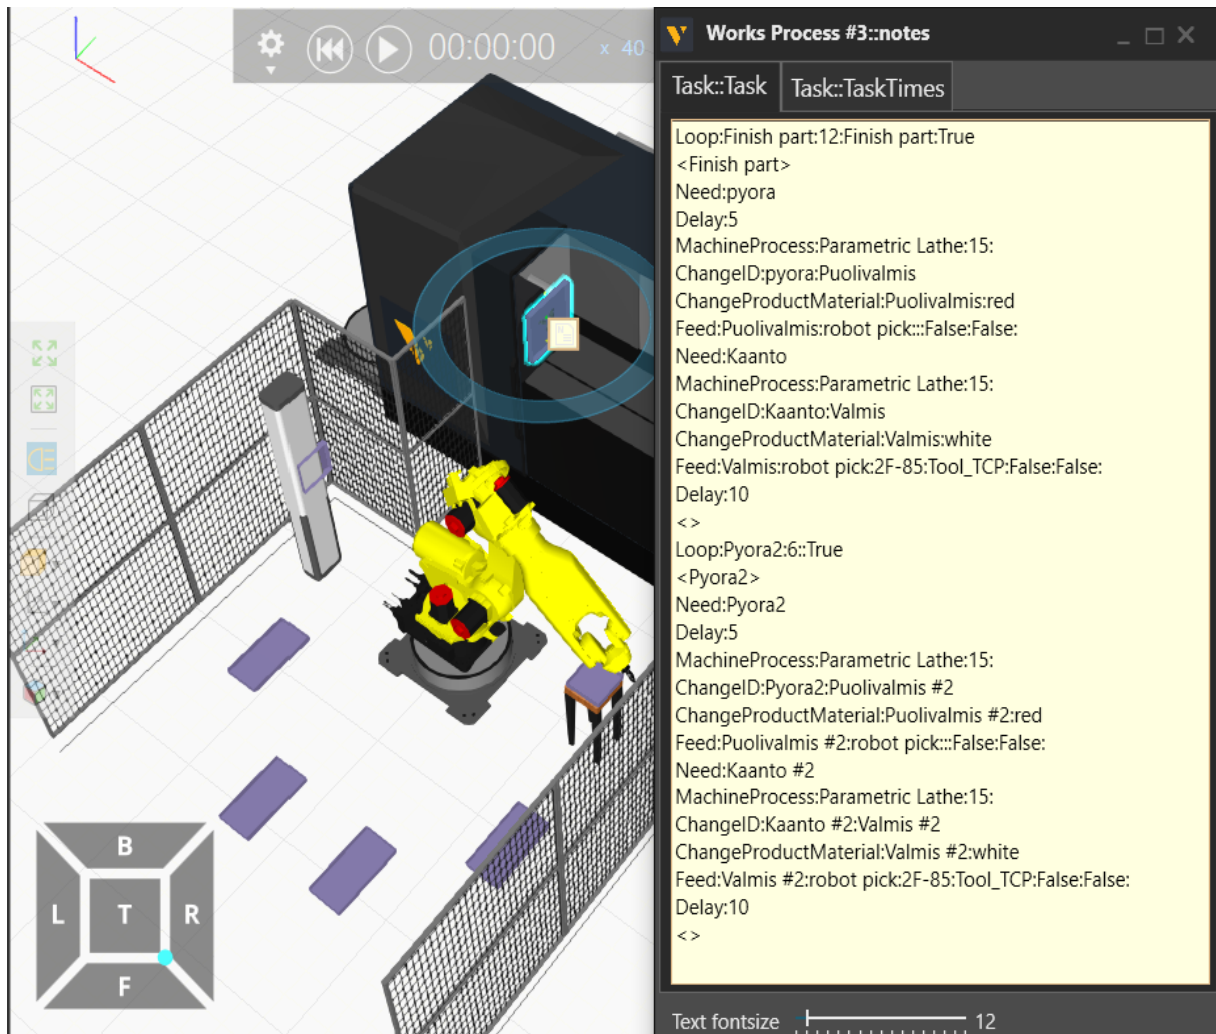 00:00:00
x 40
Works Process #3::notes
Task::Task
Task::TaskTimes
Loop:Finish part:12:Finish part:True
<Finish part>
Need:pyora
Delay:5
MachineProcess:Parametric Lathe:15:
ChangeID:pyora:Puolivalmis
ChangeProductMaterial:Puolivalmis:red
Feed:Puolivalmis:robot pick:::False:False:
Need:Kaanto
MachineProcess:Parametric Lathe:15:
ChangeID:Kaanto:Valmis
ChangeProductMaterial:Valmis:white
Feed:Valmis:robot pick:2F-85:Tool_TCP:False:False:
Delay:10
<>
Loop:Pyora2:6::True
<Pyora2>
Need:Pyora2
Delay:5
MachineProcess:Parametric Lathe:15:
ChangeID:Pyora2:Puolivalmis #2
ChangeProductMaterial:Puolivalmis #2:red
Feed:Puolivalmis #2:robot pick:::False:False:
Need:Kaanto #2
MachineProcess:Parametric Lathe:15:
ChangeID:Kaanto #2:Valmis #2
ChangeProductMaterial:Valmis #2:white
Feed:Valmis #2:robot pick:2F-85:Tool_TCP:False:False:
Delay:10
<>
Text fontsize
12
B
L
T
R
F